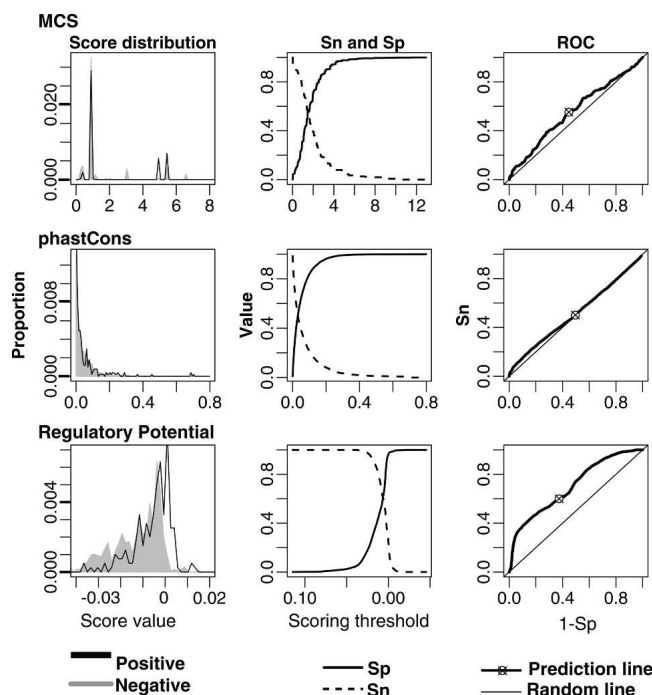 MCS
Score distribution
Sn and Sp
ROC
0.000 0.020
0 2 4 6 8
0.0 0.4 0.8
0 4 8 12
0.0 0.4 0.8
0.0 0.4 0.8
phastCons
Proportion
0.000 0.008
0.0 0.4 0.8
Value
0.0 0.4 0.8
0.0 0.2 0.4 0.6 0.8
Sn
0.0 0.4 0.8
0.0 0.4 0.8
Regulatory Potential
0.000 0.004
-0.03 0 0.02
0.0 0.4 0.8
0.10 0.00
0.0 0.4 0.8
0.0 0.4 0.8
Score value
Scoring threshold
1-Sp
Positive
Negative
Sp
Sn
Prediction line
Random line